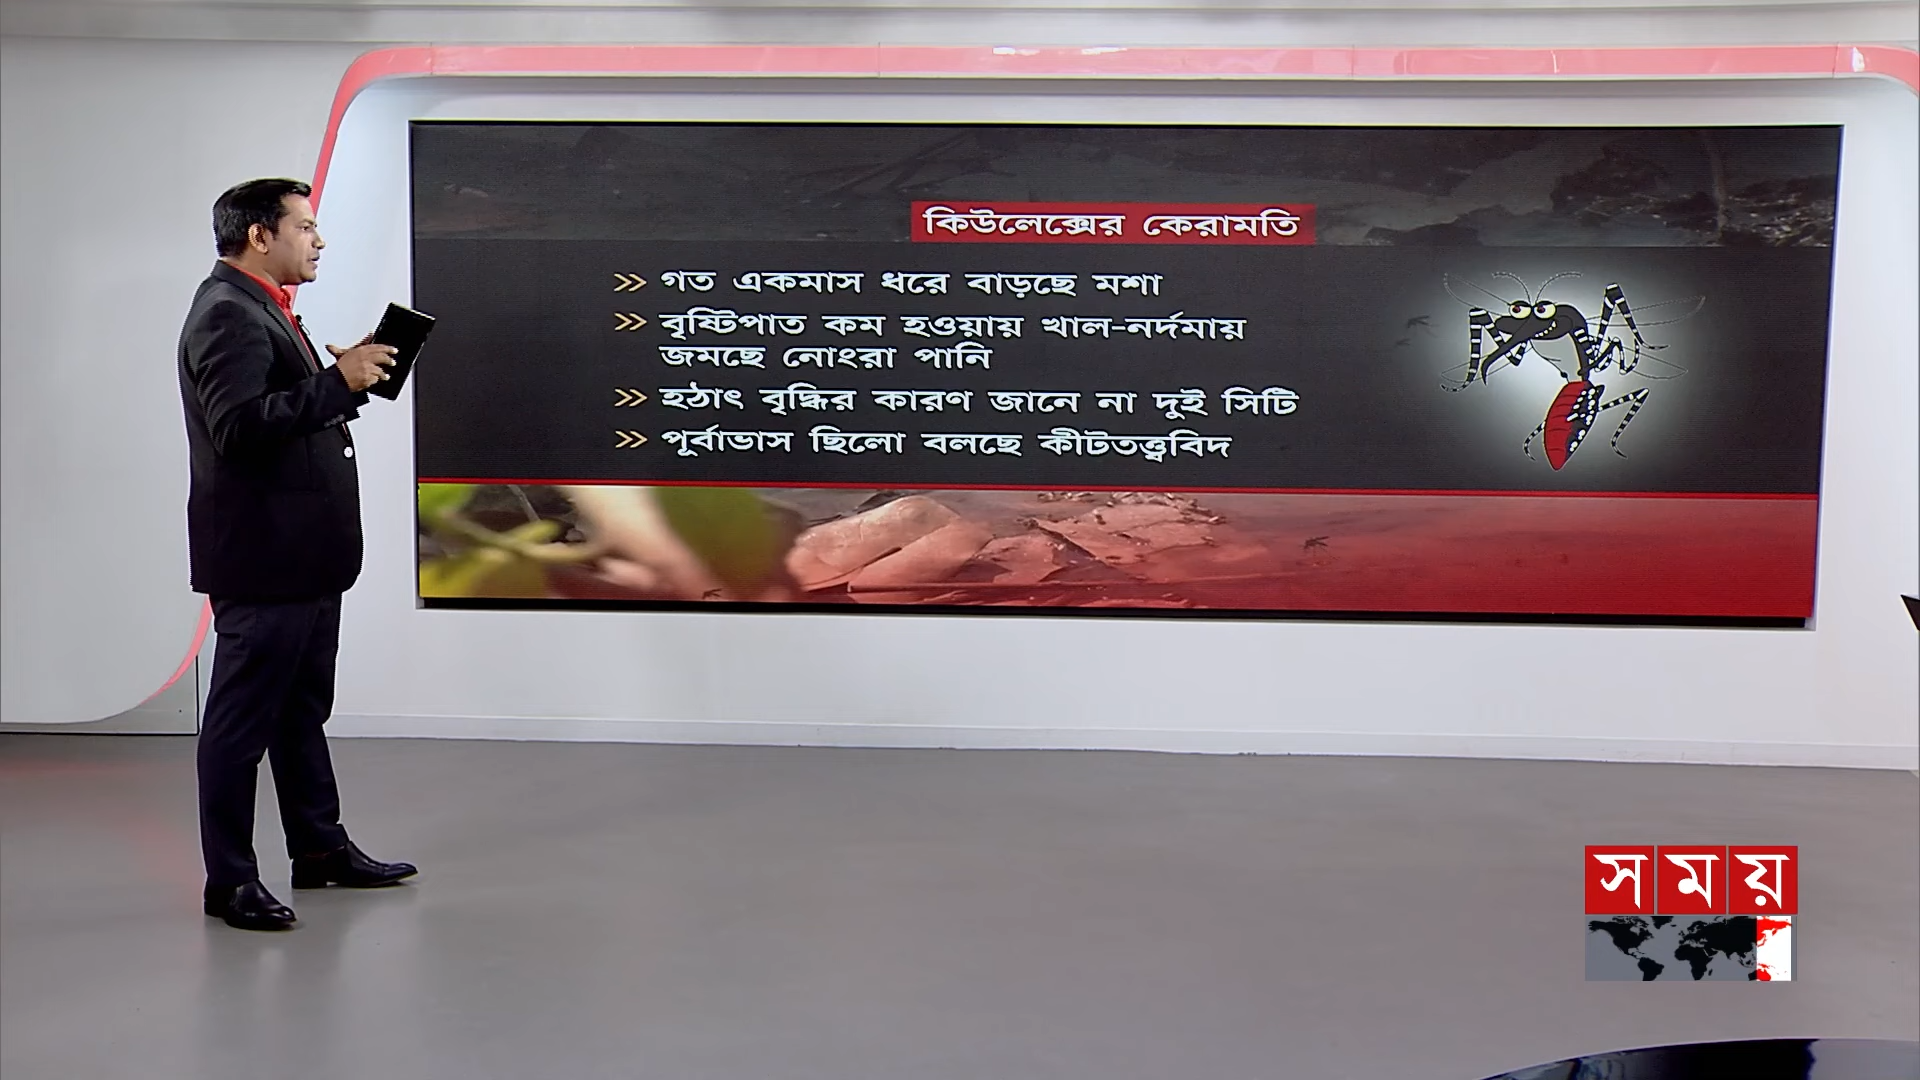 কিউলেক্সের কেরামতি
>> গত একমাস ধরে বাড়ছে মশা
>> বৃষ্টিপাত কম হওয়ায় খাল-নর্দমায়
জমছে নোংরা পানি
>> হঠাৎ বৃদ্ধির কারণ জানে না দুই সিটি
>> পূর্বাভাস ছিলো বলছে কীটতত্ত্ববিদ
সময়